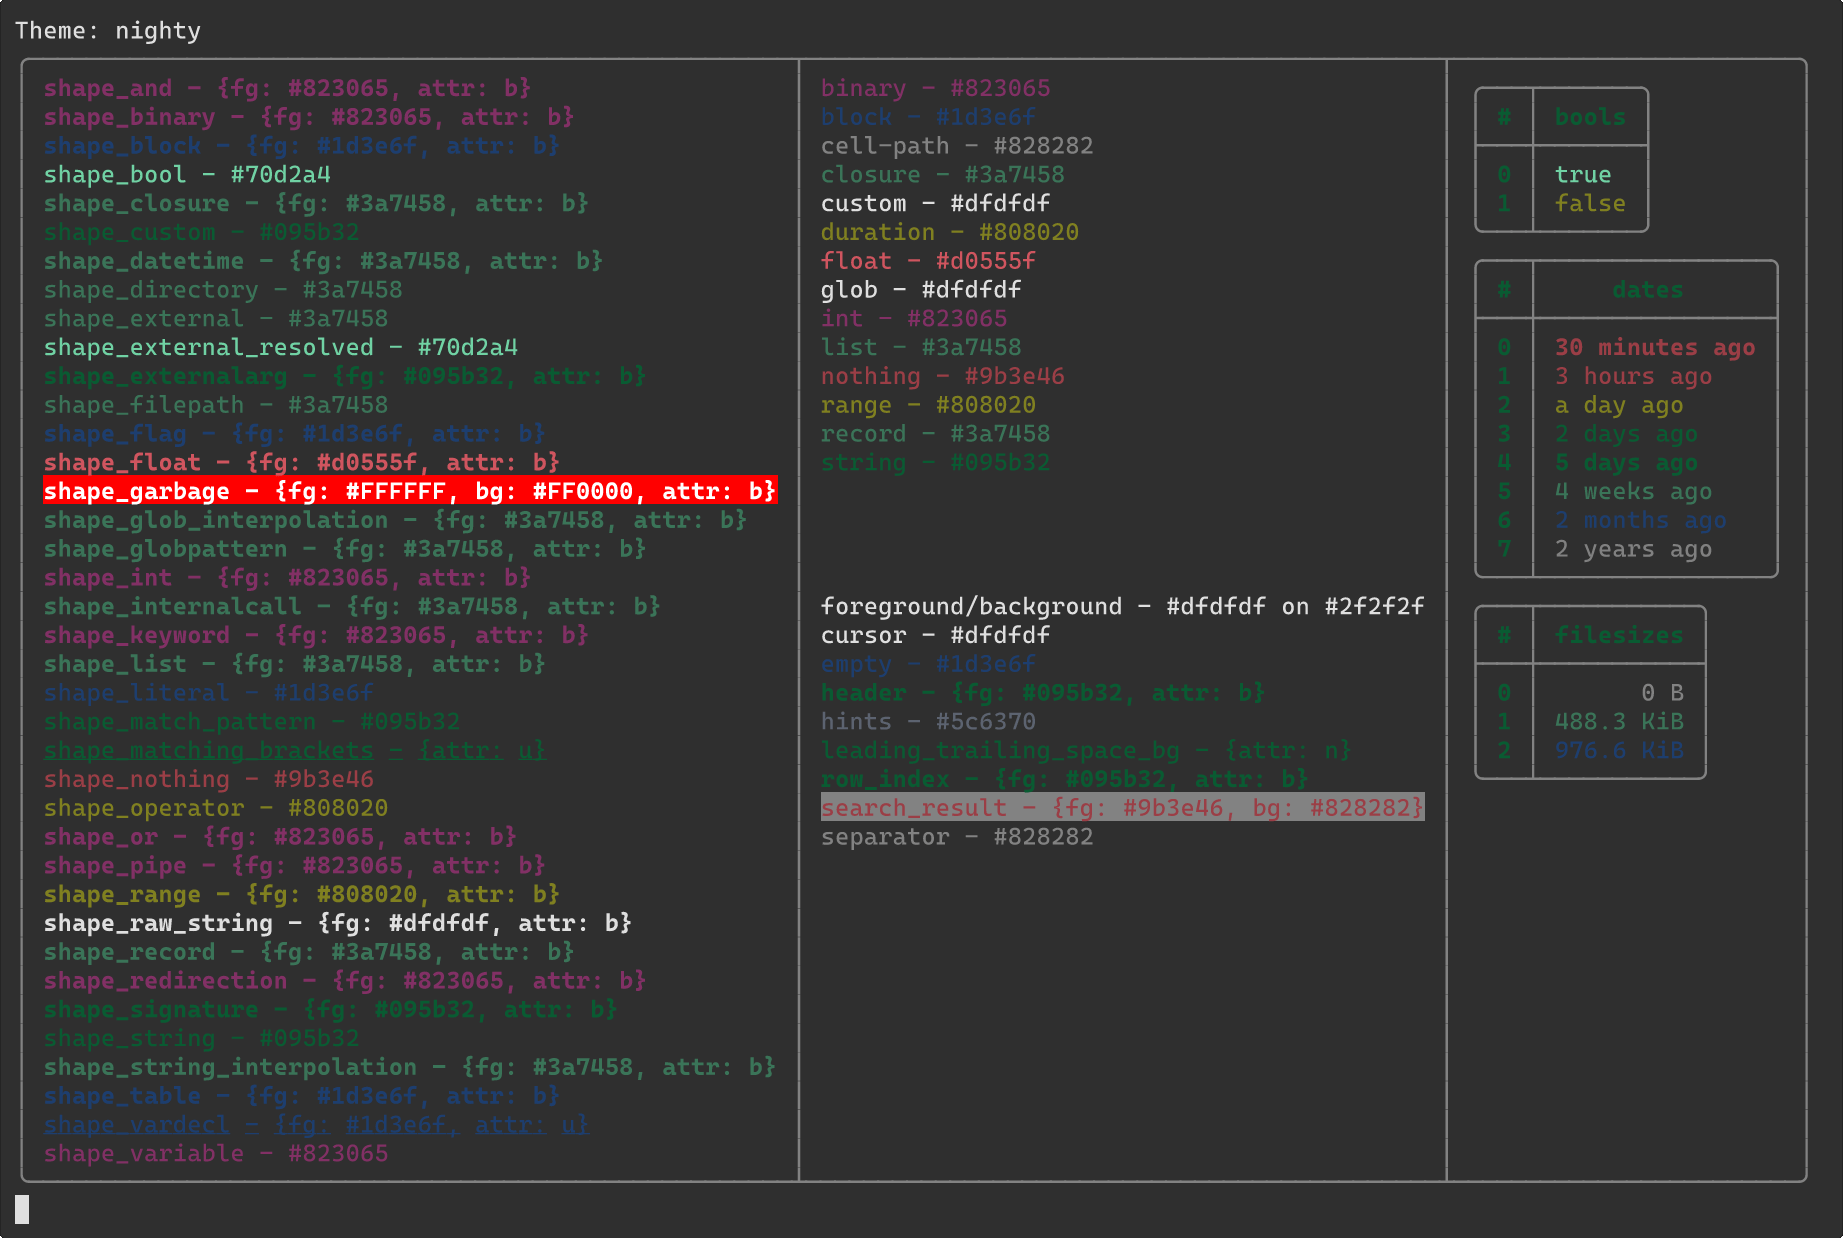 Theme: nighty
shape_and - {fg: #823065, attr: b}
shape_binary - {fg: #823065, attr: b}
shape_block - {fg: #1d3e6f, attr: b}
shape_bool - #70d2a4
shape_closure - {fg: #3a7458, attr: b}
shape_custom - #095b32
shape_datetime - {fg: #3a7458, attr: b}
shape_directory - #3a7458
shape_external - #3a7458
shape_external_resolved - #70d2a4
shape_externalarg - {fg: #095b32, attr: b}
shape_filepath - #3a7458
shape_flag - {fg: #1d3e6f, attr: b}
shape_float - {fg: #d0555f, attr: b}
shape_garbage - {fg: #FFFFFF, bg: #FF0000, attr: b}
shape_glob_interpolation - {fg: #3a7458, attr: b}
shape_globpattern - {fg: #3a7458, attr: b}
shape_int - {fg: #823065, attr: b}
shape_internalcall - {fg: #3a7458, attr: b}
shape_keyword - {fg: #823065, attr: b}
shape_list - {fg: #3a7458, attr: b}
shape_literal - #1d3e6f
shape_match_pattern - #095b32
shape_matching_brackets - {attr: u}
shape_nothing - #9b3e46
shape_operator - #808020
shape_or - {fg: #823065, attr: b}
shape_pipe - {fg: #823065, attr: b}
shape_range - {fg: #808020, attr: b}
shape_raw_string - {fg: #dfdfdf, attr: b}
shape_record - {fg: #3a7458, attr: b}
shape_redirection - {fg: #823065, attr: b}
shape_signature - {fg: #095b32, attr: b}
shape_string - #095b32
shape_string_interpolation - {fg: #3a7458, attr: b}
shape_table - {fg: #1d3e6f, attr: b}
shape_vardecl - {fg: #1d3e6f, attr: u}
shape_variable - #823065
binary - #823065
block - #1d3e6f
cell-path - #828282
closure - #3a7458
custom - #dfdfdf
duration - #808020
float - #d0555f
glob - #dfdfdf
int - #823065
list - #3a7458
nothing - #9b3e46
range - #808020
record - #3a7458
string - #095b32
foreground/background - #dfdfdf on #2f2f2f
cursor - #dfdfdf
empty - #1d3e6f
header - {fg: #095b32, attr: b}
hints - #5c6370
leading_trailing_space_bg - {attr: n}
row_index - {fg: #095b32, attr: b}
search_result - {fg: #9b3e46, bg: #828282}
separator - #828282
# bools
0 true
1 false
# dates
0 30 minutes ago
1 3 hours ago
2 a day ago
3 2 days ago
4 5 days ago
5 4 weeks ago
6 2 months ago
7 2 years ago
# filesizes
0 0 B
1 488.3 KiB
2 976.6 KiB